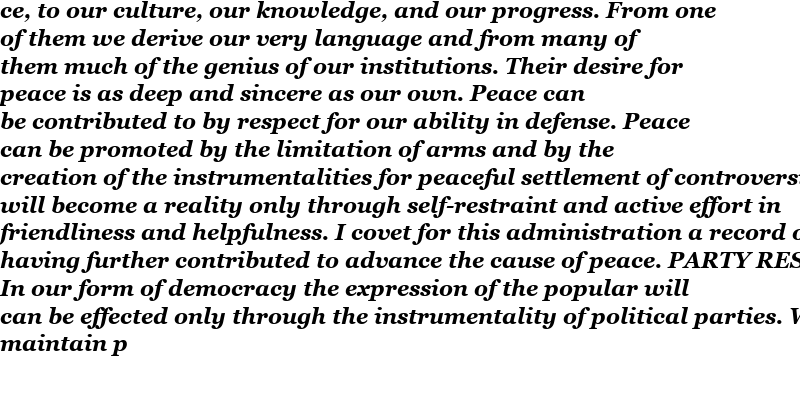 ce, to our culture, our knowledge, and our progress. From one
of them we derive our very language and from many of
them much of the genius of our institutions. Their desire for
peace is as deep and sincere as our own. Peace can
be contributed to by respect for our ability in defense. Peace
can be promoted by the limitation of arms and by the
creation of the instrumentalities for peaceful settlement of controversi
will become a reality only through self-restraint and active effort in
friendliness and helpfulness. I covet for this administration a record o
having further contributed to advance the cause of peace. PARTY RES
In our form of democracy the expression of the popular will
can be effected only through the instrumentality of political parties. W
maintain p